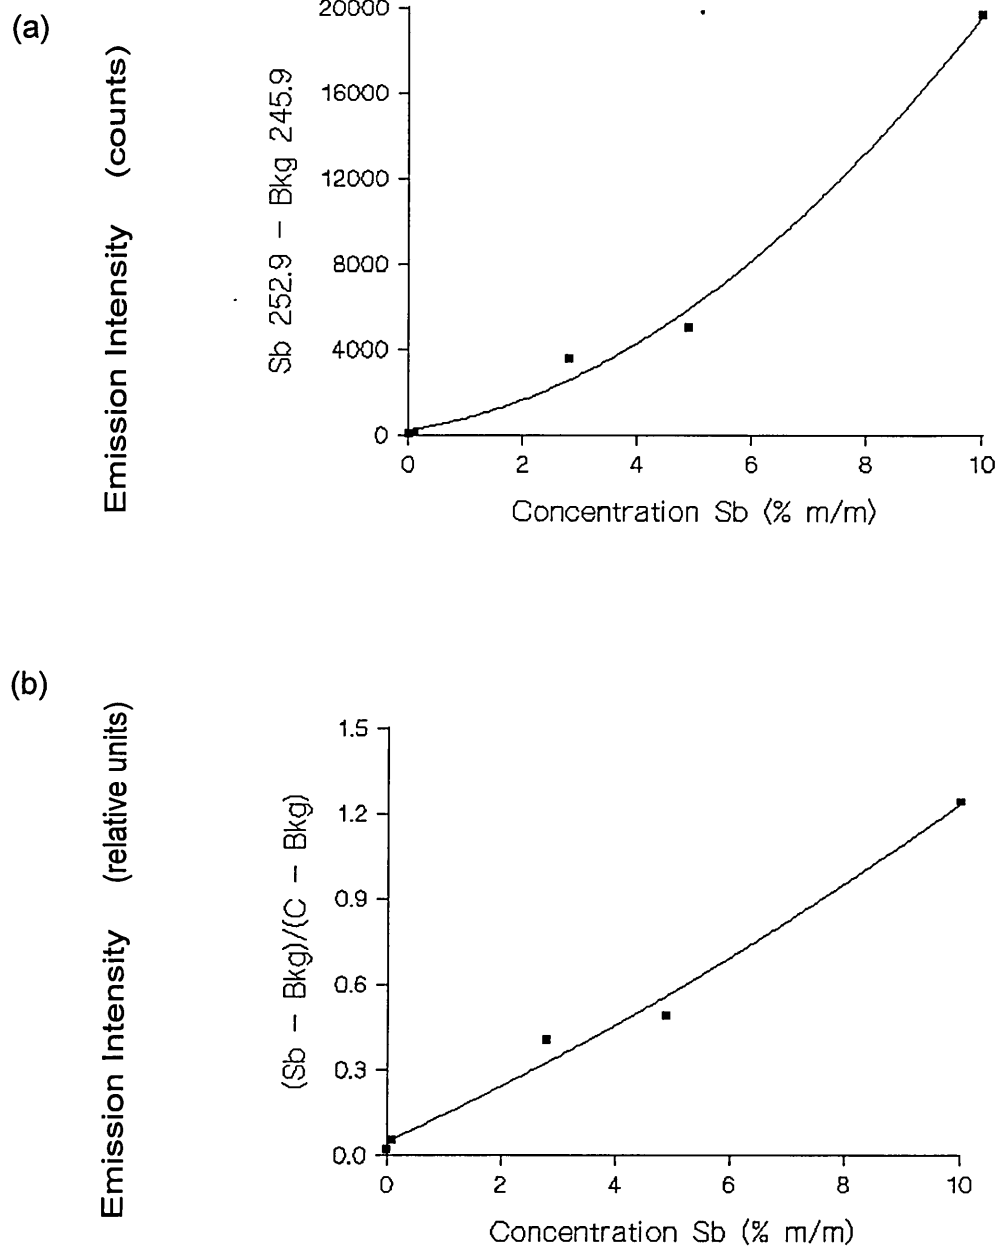 (a)
Emission Intensity (counts)
Sb 252.9 − Bkg 245.9
20000
16000
12000
8000
4000
0
0 2 4 6 8 10
Concentration Sb (% m/m)
(b)
Emission Intensity (relative units)
(Sb − Bkg)/(C − Bkg)
1.5
1.2
0.9
0.6
0.3
0.0
0 2 4 6 8 10
Concentration Sb (% m/m)